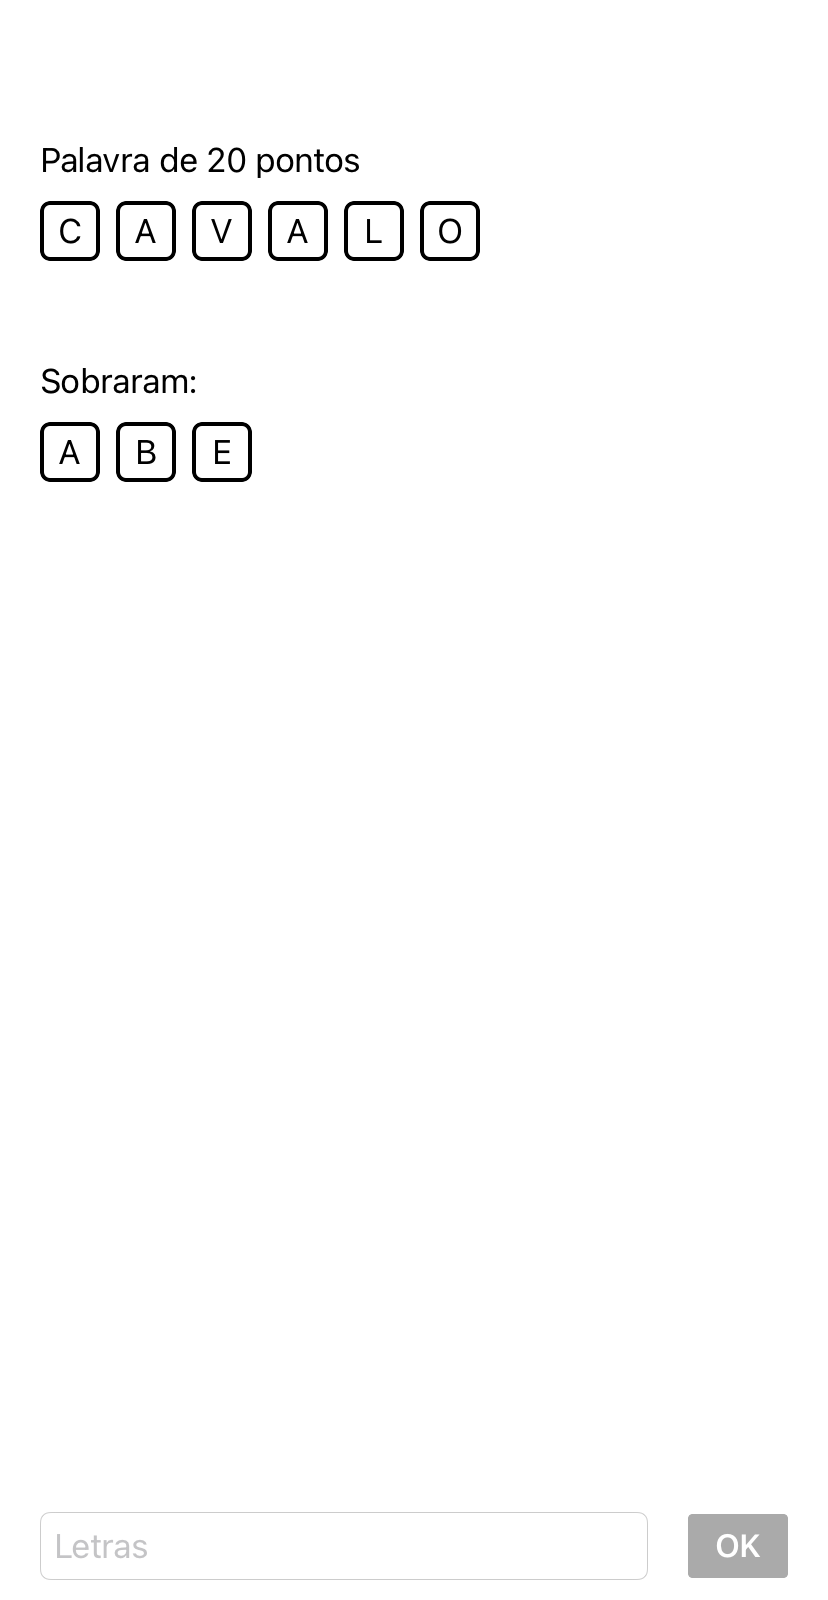 Palavra de 20 pontos
C A V A L O
Sobraram:
A B E
Letras
OK